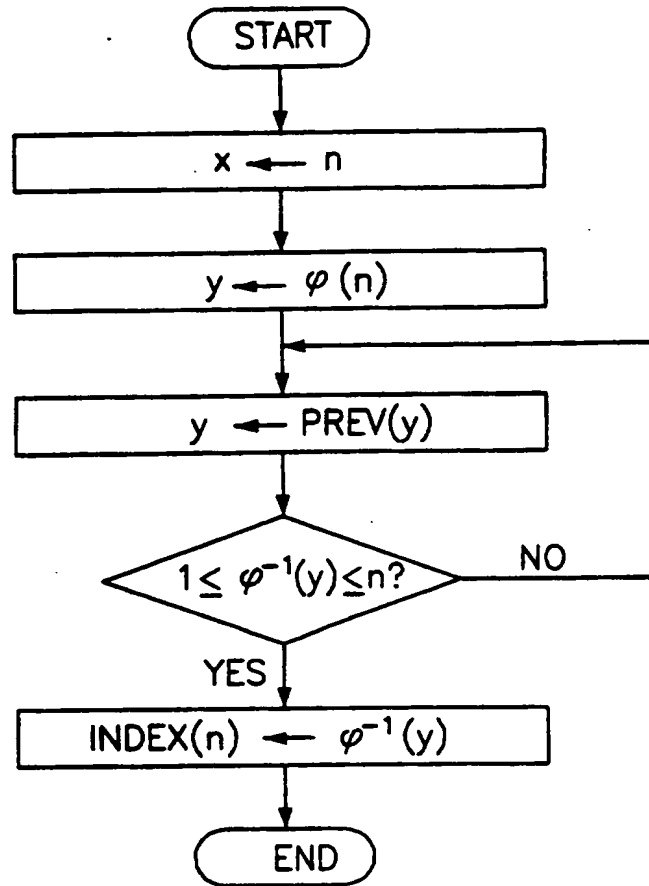 START
x ← n
y ← φ(n)
y ← PREV(y)
1 ≤ φ⁻¹(y) ≤ n?
NO
YES
INDEX(n) ← φ⁻¹(y)
END